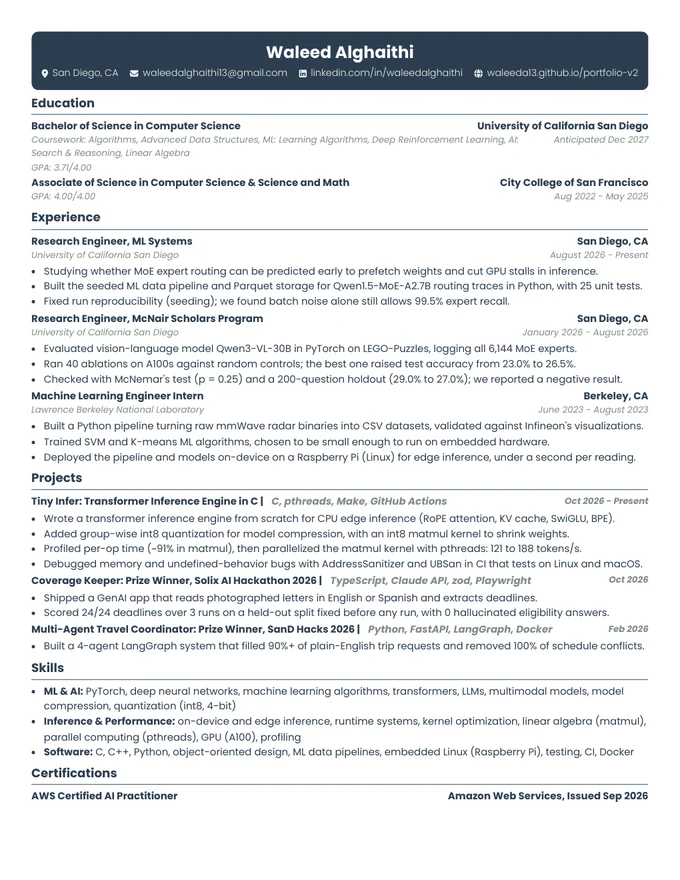 Waleed Alghaithi
San Diego, CA waleedalghaithi13@gmail.com linkedin.com/in/waleedalghaithi waleeda13.github.io/portfolio-v2
Education
Bachelor of Science in Computer Science University of California San Diego
Coursework: Algorithms, Advanced Data Structures, ML: Learning Algorithms, Deep Reinforcement Learning, AI: Anticipated Dec 2027
Search & Reasoning, Linear Algebra
GPA: 3.71/4.00
Associate of Science in Computer Science & Science and Math City College of San Francisco
GPA: 4.00/4.00 Aug 2022 - May 2025
Experience
Research Engineer, ML Systems San Diego, CA
University of California San Diego August 2026 - Present
• Studying whether MoE expert routing can be predicted early to prefetch weights and cut GPU stalls in inference.
• Built the seeded ML data pipeline and Parquet storage for Qwen1.5-MoE-A2.7B routing traces in Python, with 25 unit tests.
• Fixed run reproducibility (seeding); we found batch noise alone still allows 99.5% expert recall.
Research Engineer, McNair Scholars Program San Diego, CA
University of California San Diego January 2026 - August 2026
• Evaluated vision-language model Qwen3-VL-30B in PyTorch on LEGO-Puzzles, logging all 6,144 MoE experts.
• Ran 40 ablations on A100s against random controls; the best one raised test accuracy from 23.0% to 26.5%.
• Checked with McNemar's test (p = 0.25) and a 200-question holdout (29.0% to 27.0%); we reported a negative result.
Machine Learning Engineer Intern Berkeley, CA
Lawrence Berkeley National Laboratory June 2023 - August 2023
• Built a Python pipeline turning raw mmWave radar binaries into CSV datasets, validated against Infineon's visualizations.
• Trained SVM and K-means ML algorithms, chosen to be small enough to run on embedded hardware.
• Deployed the pipeline and models on-device on a Raspberry Pi (Linux) for edge inference, under a second per reading.
Projects
Tiny Infer: Transformer Inference Engine in C | C, pthreads, Make, GitHub Actions Oct 2026 - Present
• Wrote a transformer inference engine from scratch for CPU edge inference (RoPE attention, KV cache, SwiGLU, BPE).
• Added group-wise int8 quantization for model compression, with an int8 matmul kernel to shrink weights.
• Profiled per-op time (~91% in matmul), then parallelized the matmul kernel with pthreads: 121 to 188 tokens/s.
• Debugged memory and undefined-behavior bugs with AddressSanitizer and UBSan in CI that tests on Linux and macOS.
Coverage Keeper: Prize Winner, Solix AI Hackathon 2026 | TypeScript, Claude API, zod, Playwright Oct 2026
• Shipped a GenAI app that reads photographed letters in English or Spanish and extracts deadlines.
• Scored 24/24 deadlines over 3 runs on a held-out split fixed before any run, with 0 hallucinated eligibility answers.
Multi-Agent Travel Coordinator: Prize Winner, SanD Hacks 2026 | Python, FastAPI, LangGraph, Docker Feb 2026
• Built a 4-agent LangGraph system that filled 90%+ of plain-English trip requests and removed 100% of schedule conflicts.
Skills
• ML & AI: PyTorch, deep neural networks, machine learning algorithms, transformers, LLMs, multimodal models, model
compression, quantization (int8, 4-bit)
• Inference & Performance: on-device and edge inference, runtime systems, kernel optimization, linear algebra (matmul),
parallel computing (pthreads), GPU (A100), profiling
• Software: C, C++, Python, object-oriented design, ML data pipelines, embedded Linux (Raspberry Pi), testing, CI, Docker
Certifications
AWS Certified AI Practitioner Amazon Web Services, Issued Sep 2026